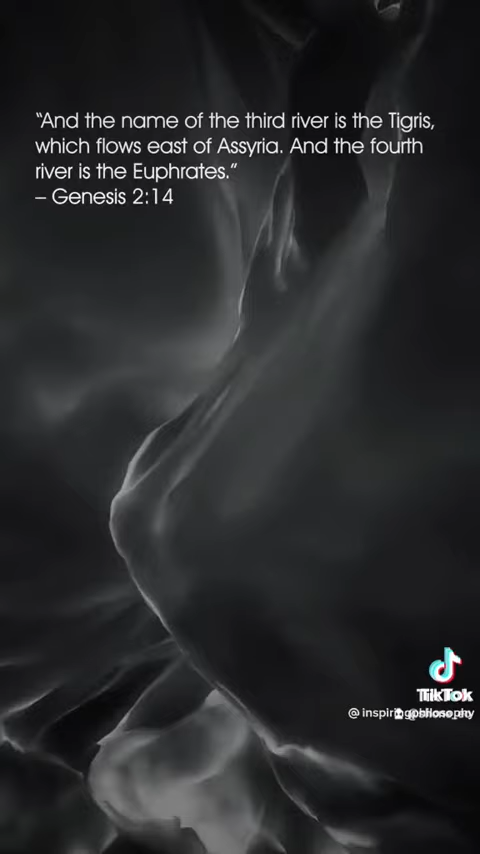 “And the name of the third river is the Tigris,
which flows east of Assyria. And the fourth
river is the Euphrates.”
– Genesis 2:14
TikTok